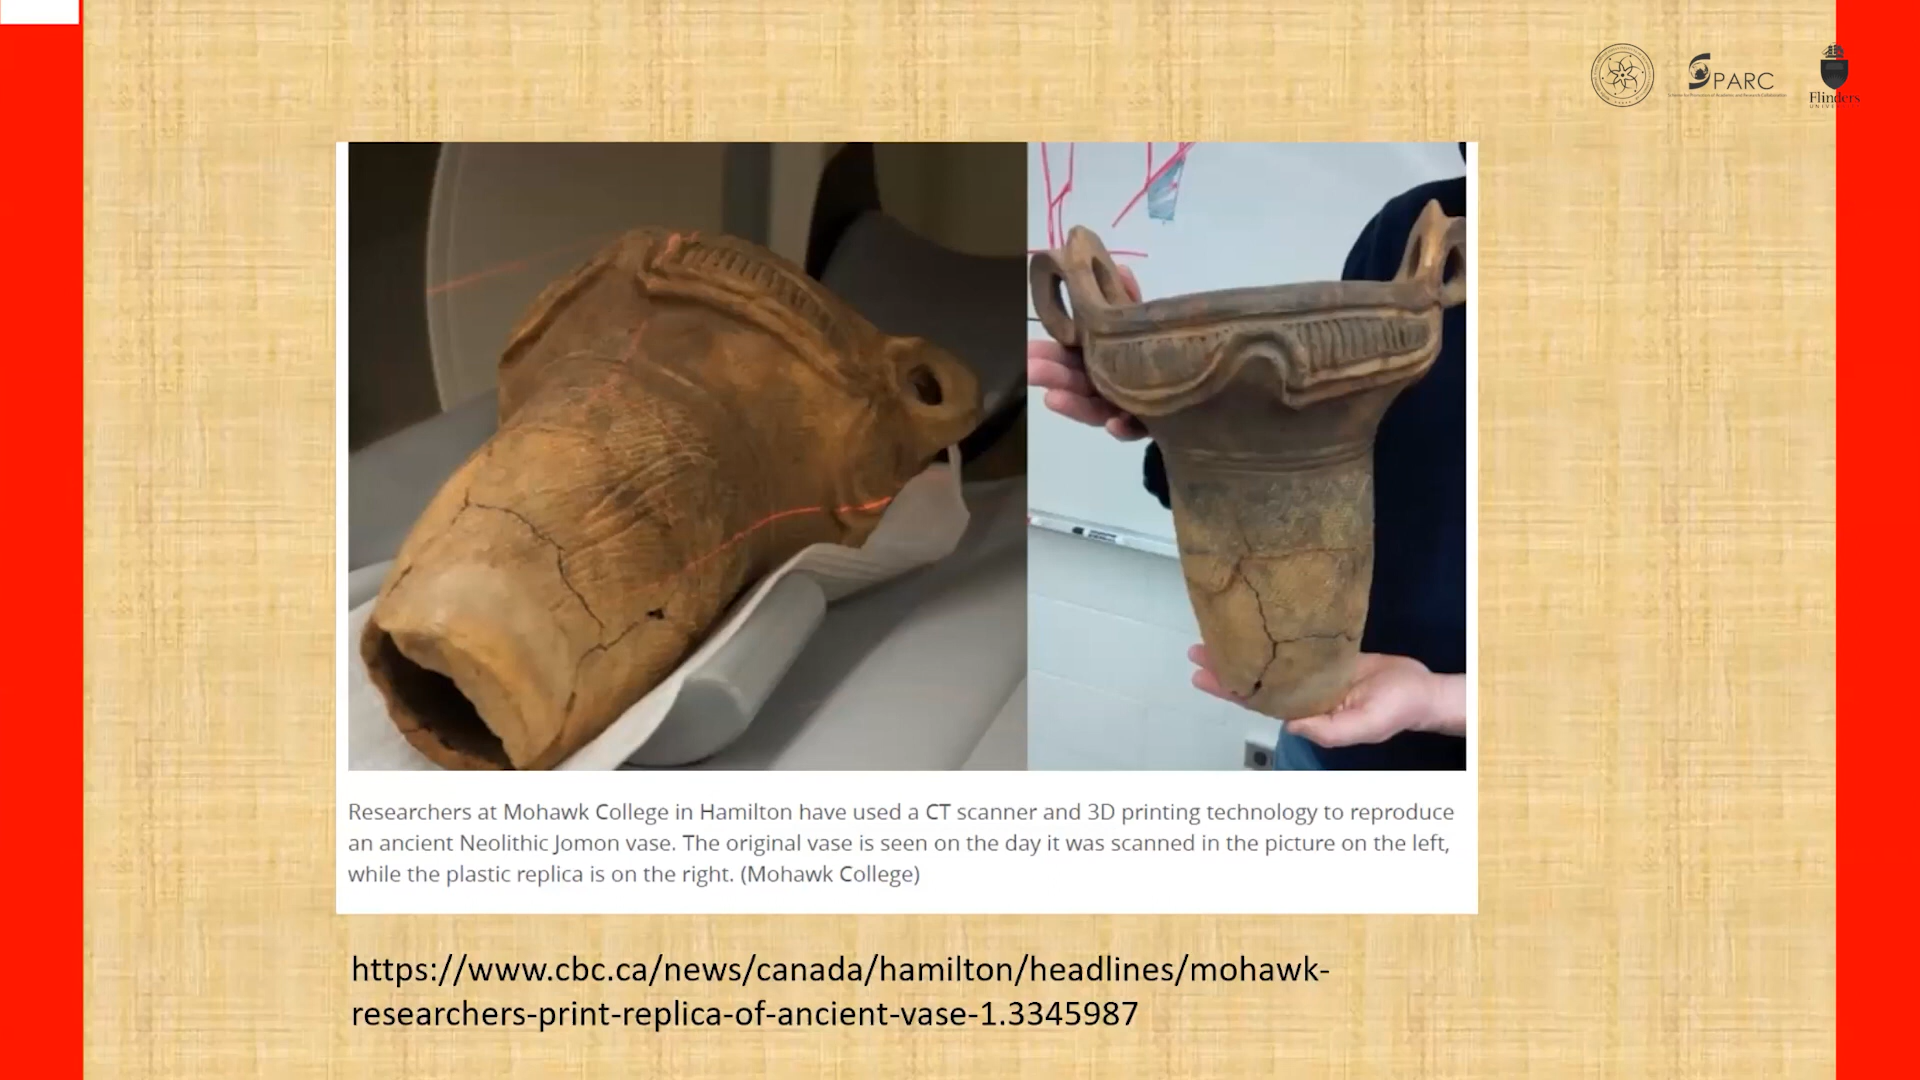 SPARC
Flinders
UNIVERSITY
Researchers at Mohawk College in Hamilton have used a CT scanner and 3D printing technology to reproduce
an ancient Neolithic Jomon vase. The original vase is seen on the day it was scanned in the picture on the left,
while the plastic replica is on the right. (Mohawk College)
https://www.cbc.ca/news/canada/hamilton/headlines/mohawk-
researchers-print-replica-of-ancient-vase-1.3345987